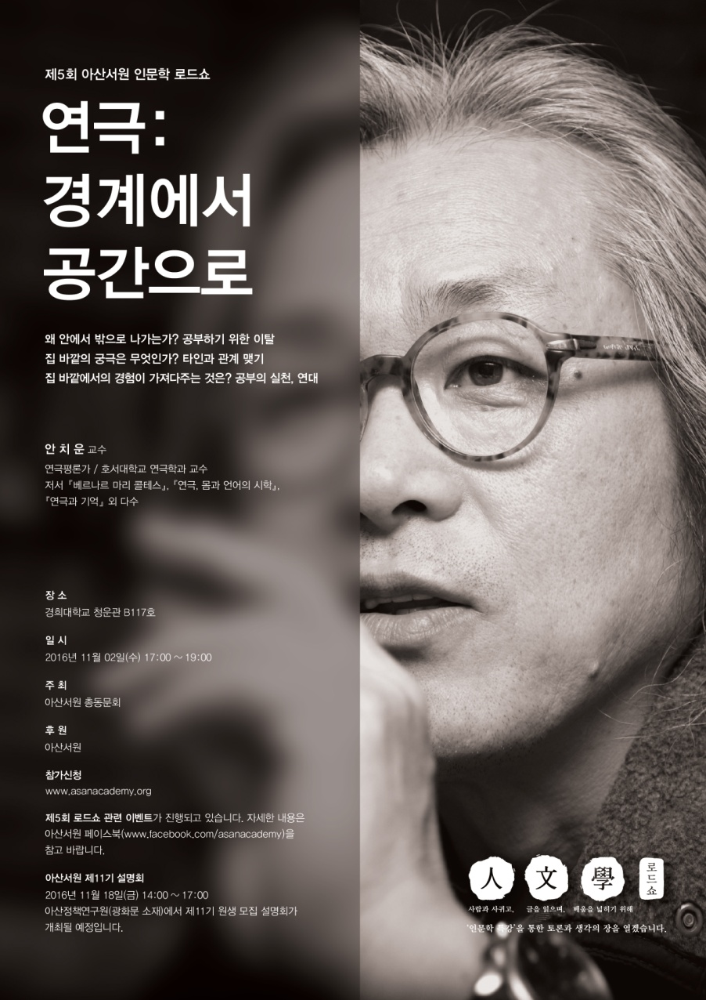 제5회 아산서원 인문학 로드쇼
연극:
경계에서
공간으로
왜 안에서 밖으로 나가는가? 공부하기 위한 이탈
집 바깥의 궁극은 무엇인가? 타인과 관계 맺기
집 바깥에서의 경험이 가져다주는 것은? 공부의 실천, 연대
안 치 운 교수
연극평론가 / 호서대학교 연극학과 교수
저서 『베르나르 마리 콜테스』, 『연극, 몸과 언어의 시학』,
『연극과 기억』 외 다수
장 소
경희대학교 청운관 B117호
일 시
2016년 11월 02일(수) 17:00 ~ 19:00
주 최
아산서원 총동문회
후 원
아산서원
참가신청
www.asanacademy.org
제5회 로드쇼 관련 이벤트가 진행되고 있습니다. 자세한 내용은
아산서원 페이스북(www.facebook.com/asanacademy)을
참고 바랍니다.
아산서원 제11기 설명회
2016년 11월 18일(금) 14:00 ~ 17:00
아산정책연구원(광화문 소재)에서 제11기 원생 모집 설명회가
개최될 예정입니다.
人 文 學 로드쇼
사람과 사귀고, 글을 읽으며, 배움을 넓히기 위해
'인문학 특강'을 통한 토론과 생각의 장을 열겠습니다.